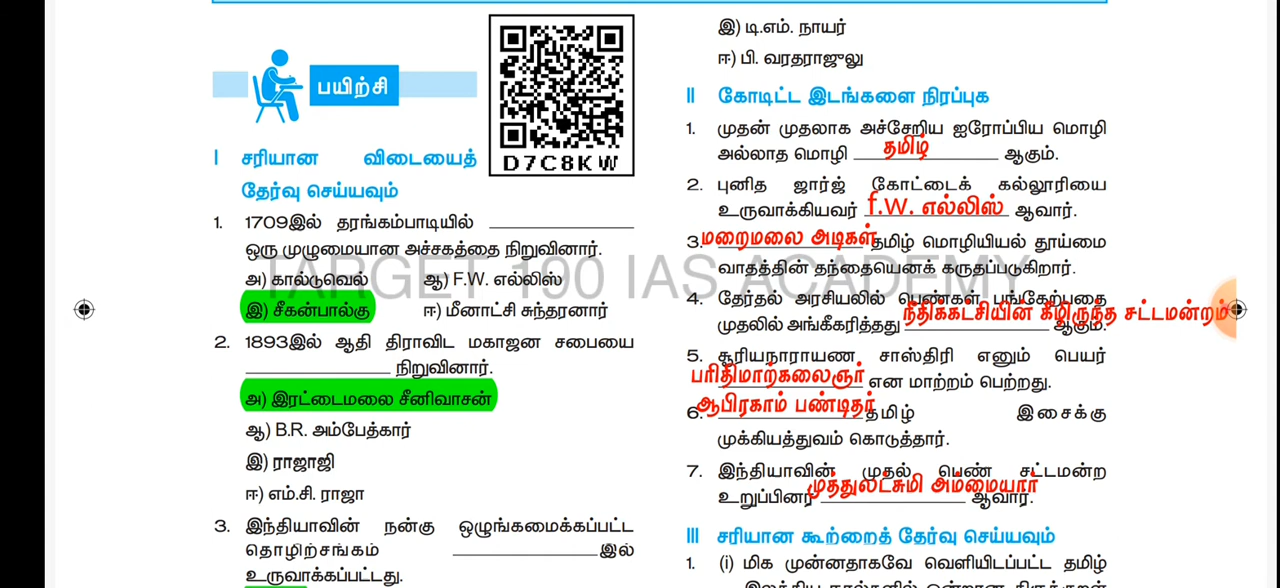 பயிற்சி
D7C8KW
I சரியான விடையைத்
தேர்வு செய்யவும்
1. 1709இல் தரங்கம்பாடியில் ____________
ஒரு முழுமையான அச்சகத்தை நிறுவினார்.
அ) கால்டுவெல் ஆ) F.W. எல்லிஸ்
இ) சீகன்பால்கு ஈ) மீனாட்சி சுந்தரனார்
2. 1893இல் ஆதி திராவிட மகாஜன சபையை
____________ நிறுவினார்.
அ) இரட்டைமலை சீனிவாசன்
ஆ) B.R. அம்பேத்கார்
இ) ராஜாஜி
ஈ) எம்.சி. ராஜா
3. இந்தியாவின் நன்கு ஒழுங்கமைக்கப்பட்ட
தொழிற்சங்கம் ____________இல்
உருவாக்கப்பட்டது.
இ) டி.எம். நாயர்
ஈ) பி. வரதராஜுலு
II கோடிட்ட இடங்களை நிரப்புக
1. முதன் முதலாக அச்சேறிய ஐரோப்பிய மொழி
அல்லாத மொழி தமிழ் ஆகும்.
2. புனித ஜார்ஜ் கோட்டைக் கல்லூரியை
உருவாக்கியவர் f.w. எல்லிஸ் ஆவார்.
3. மறைமலை அடிகள் தமிழ் மொழியியல் தூய்மை
வாதத்தின் தந்தையெனக் கருதப்படுகிறார்.
4. தேர்தல் அரசியலில் பெண்கள் பங்கேற்பதை
முதலில் அங்கீகரித்தது நீதிக்கட்சியின் கீழிருந்த சட்டமன்றம் ஆகும்.
5. சூரியநாராயண சாஸ்திரி எனும் பெயர்
பரிதிமாற்கலைஞர் என மாற்றம் பெற்றது.
6. ஆபிரகாம் பண்டிதர் தமிழ் இசைக்கு
முக்கியத்துவம் கொடுத்தார்.
7. இந்தியாவின் முதல் பெண் சட்டமன்ற
உறுப்பினர் முத்துலட்சுமி அம்மையார் ஆவார்.
III சரியான கூற்றைத் தேர்வு செய்யவும்
1. (i) மிக முன்னதாகவே வெளியிடப்பட்ட தமிழ்
TARGET 190 IAS ACADEMY